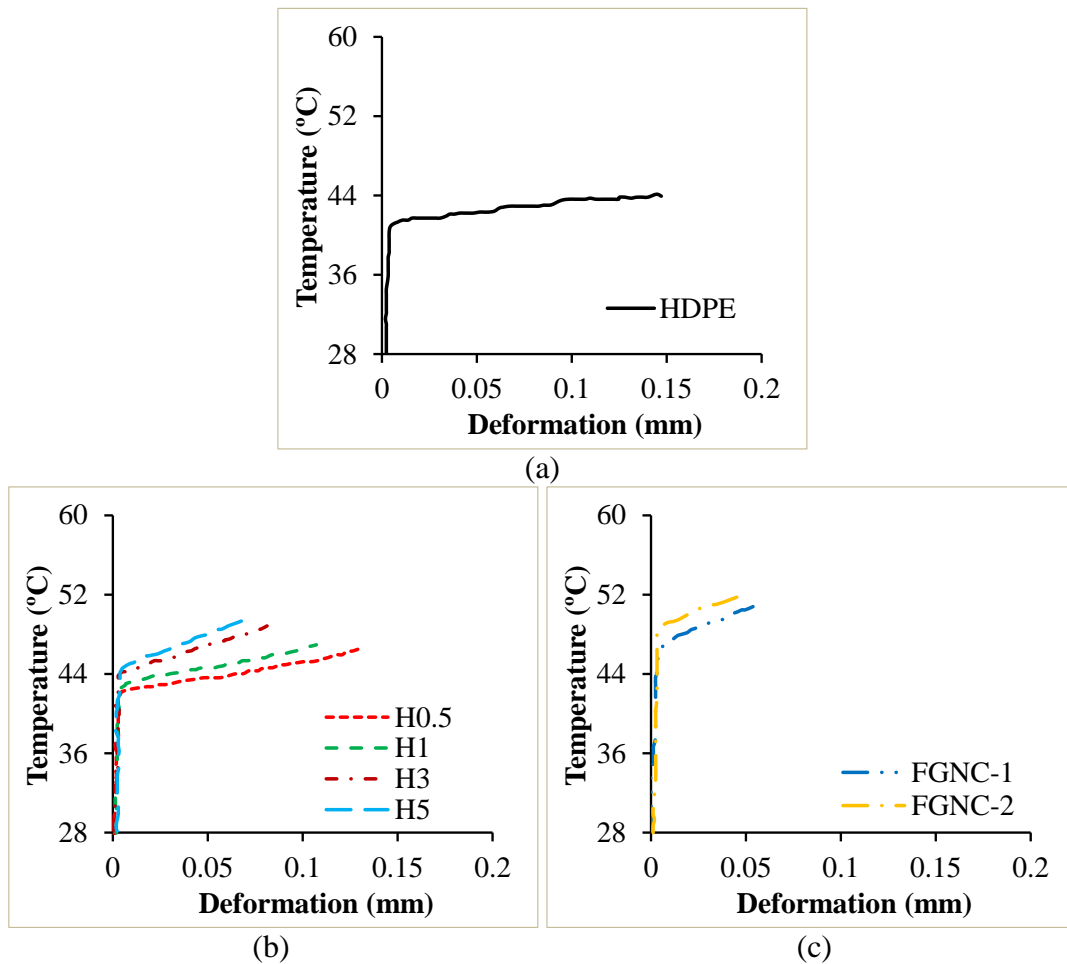 60
52
44
36
28
Temperature (ºC)
HDPE
0 0.05 0.1 0.15 0.2
Deformation (mm)
(a)
60
52
44
36
28
Temperature (ºC)
H0.5
H1
H3
H5
0 0.05 0.1 0.15 0.2
Deformation (mm)
(b)
60
52
44
36
28
Temperature (ºC)
FGNC-1
FGNC-2
0 0.05 0.1 0.15 0.2
Deformation (mm)
(c)